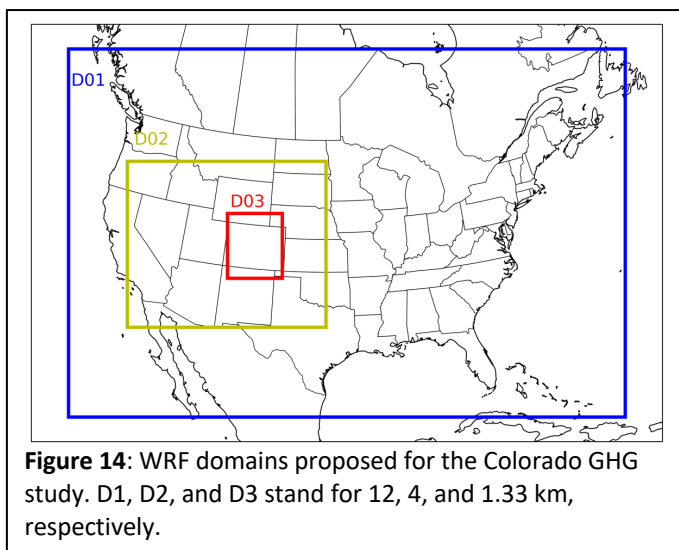 D01
D02
D03
Figure 14: WRF domains proposed for the Colorado GHG
study. D1, D2, and D3 stand for 12, 4, and 1.33 km,
respectively.